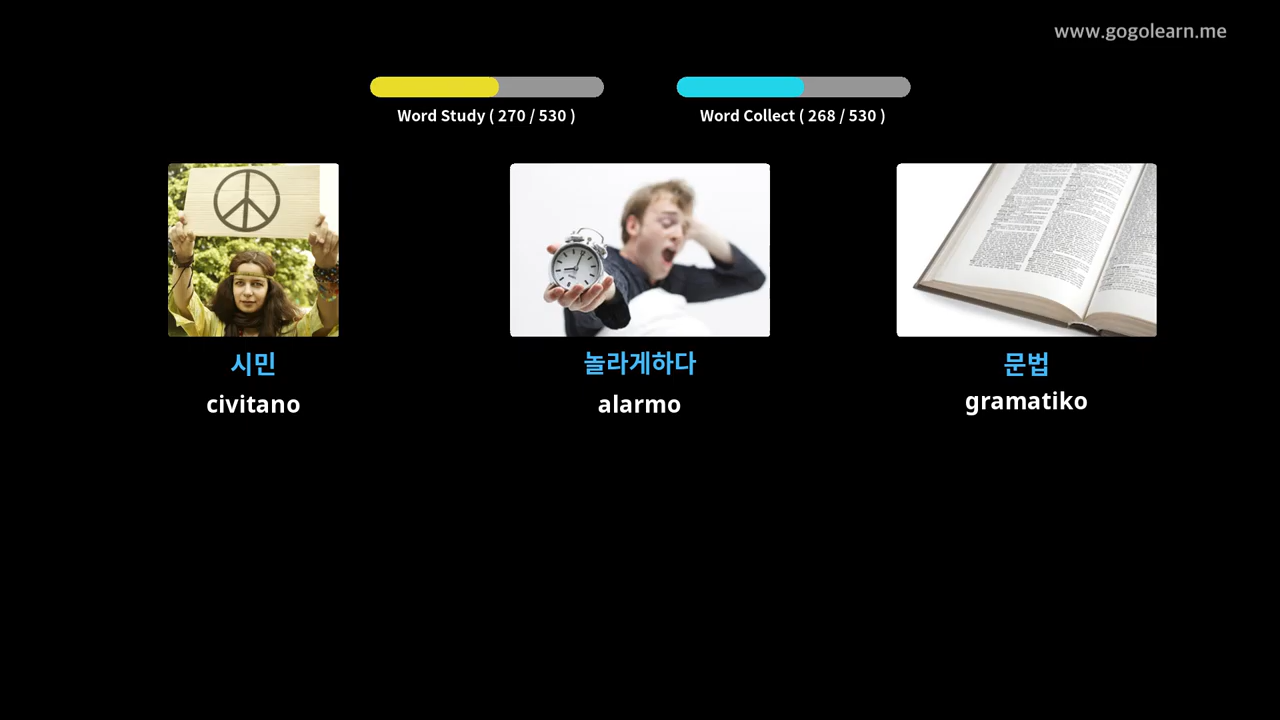 www.gogolearn.me
Word Study ( 270 / 530 )
Word Collect ( 268 / 530 )
시민
놀라게하다
문법
civitano
alarmo
gramatiko